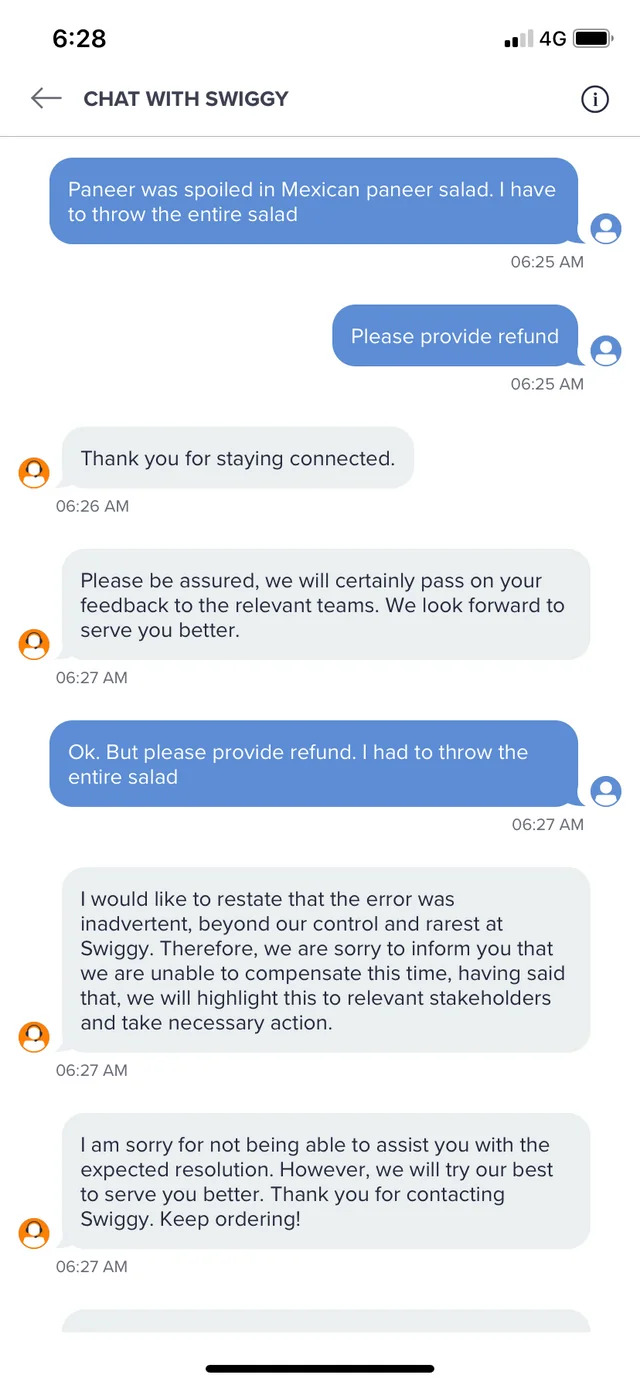 6:28
4G
CHAT WITH SWIGGY
Paneer was spoiled in Mexican paneer salad. I have
to throw the entire salad
06:25 AM
Please provide refund
06:25 AM
Thank you for staying connected.
06:26 AM
Please be assured, we will certainly pass on your
feedback to the relevant teams. We look forward to
serve you better.
06:27 AM
Ok. But please provide refund. I had to throw the
entire salad
06:27 AM
I would like to restate that the error was
inadvertent, beyond our control and rarest at
Swiggy. Therefore, we are sorry to inform you that
we are unable to compensate this time, having said
that, we will highlight this to relevant stakeholders
and take necessary action.
06:27 AM
I am sorry for not being able to assist you with the
expected resolution. However, we will try our best
to serve you better. Thank you for contacting
Swiggy. Keep ordering!
06:27 AM